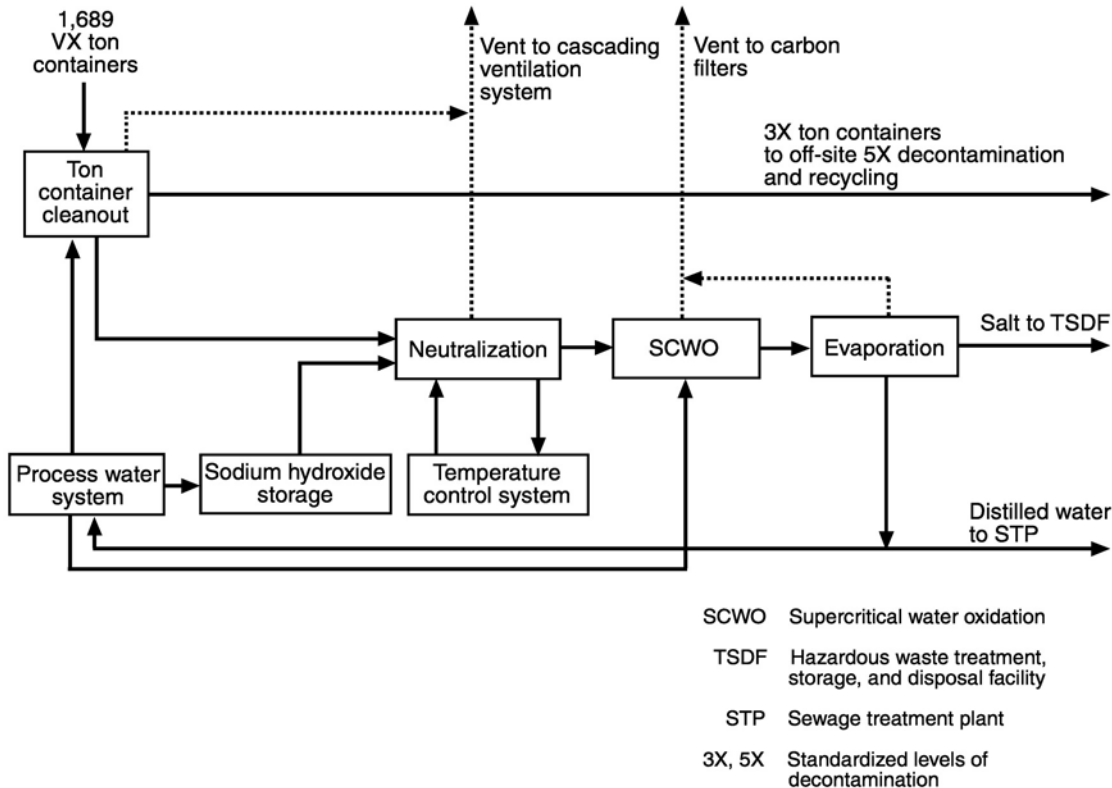 1,689
VX ton
containers
Vent to cascading
ventilation
system
Vent to carbon
filters
3X ton containers
to off-site 5X decontamination
and recycling
Ton
container
cleanout
Neutralization
SCWO
Evaporation
Salt to TSDF
Process water
system
Sodium hydroxide
storage
Temperature
control system
Distilled water
to STP
SCWO Supercritical water oxidation
TSDF Hazardous waste treatment,
storage, and disposal facility
STP Sewage treatment plant
3X, 5X Standardized levels of
decontamination